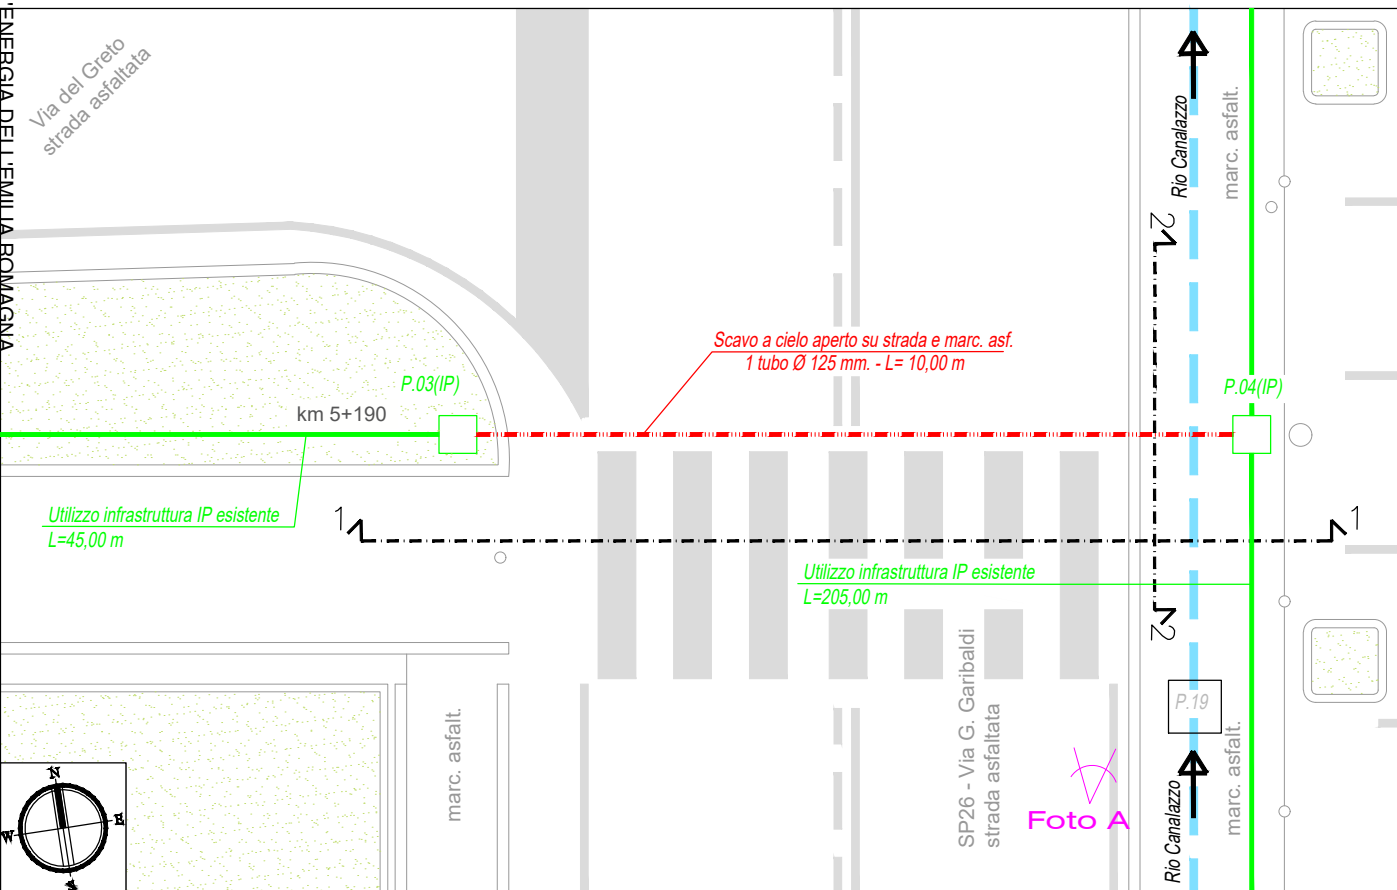 'ENERGIA DELL'EMILIA ROMAGNA
Via del Greto
strada asfaltata
Rio Canalazzo
marc. asfalt.
2
Scavo a cielo aperto su strada e marc. asf.
1 tubo Ø 125 mm. - L= 10,00 m
P.03(IP)
P.04(IP)
km 5+190
Utilizzo infrastruttura IP esistente
L=45,00 m
1
1
Utilizzo infrastruttura IP esistente
L=205,00 m
2
SP26 - Via G. Garibaldi
strada asfaltata
P.19
marc. asfalt.
marc. asfalt.
Rio Canalazzo
Foto A
N
E
W
S